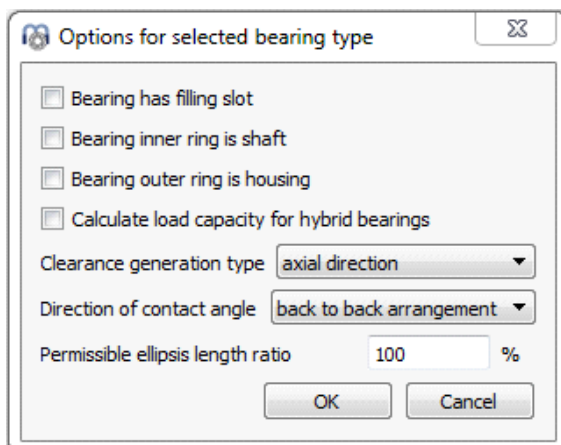 Options for selected bearing type
Bearing has filling slot
Bearing inner ring is shaft
Bearing outer ring is housing
Calculate load capacity for hybrid bearings
Clearance generation type axial direction
Direction of contact angle back to back arrangement
Permissible ellipsis length ratio 100 %
OK Cancel